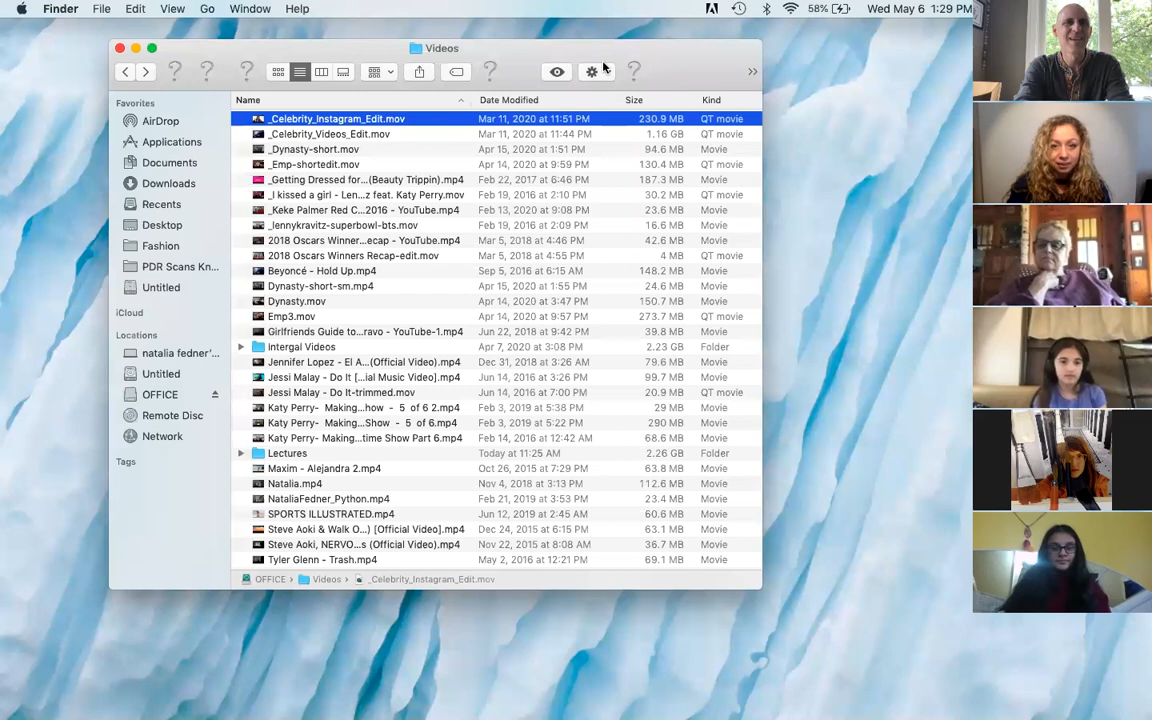 Finder File Edit View Go Window Help 58% Wed May 6 1:29 PM
Videos
Favorites
AirDrop
Applications
Documents
Downloads
Recents
Desktop
Fashion
PDR Scans Kn...
Untitled
iCloud
Locations
natalia fedner'...
Untitled
OFFICE
Remote Disc
Network
Tags
Name Date Modified Size Kind
_Celebrity_Instagram_Edit.mov Mar 11, 2020 at 11:51 PM 230.9 MB QT movie
_Celebrity_Videos_Edit.mov Mar 11, 2020 at 11:44 PM 1.16 GB QT movie
_Dynasty-short.mov Apr 15, 2020 at 1:51 PM 94.6 MB QT movie
_Emp-shortedit.mov Apr 14, 2020 at 9:59 PM 130.4 MB QT movie
_Getting Dressed for...(Beauty Trippin).mp4 Feb 22, 2017 at 6:46 PM 187.3 MB Movie
_I kissed a girl - Len...z feat. Katy Perry.mov Feb 19, 2016 at 2:10 PM 30.2 MB QT movie
_Keke Palmer Red C...2016 - YouTube.mp4 Feb 13, 2020 at 9:08 PM 23.6 MB Movie
_lennykravitz-superbowl-bts.mov Feb 19, 2016 at 2:09 PM 16.6 MB QT movie
2018 Oscars Winner...ecap - YouTube.mp4 Mar 5, 2018 at 4:46 PM 42.6 MB Movie
2018 Oscars Winners Recap-edit.mov Mar 5, 2018 at 4:55 PM 4 MB QT movie
Beyoncé - Hold Up.mp4 Sep 5, 2016 at 6:15 AM 148.2 MB Movie
Dynasty-short-sm.mp4 Apr 15, 2020 at 1:55 PM 24.6 MB Movie
Dynasty.mov Apr 14, 2020 at 3:47 PM 150.7 MB QT movie
Emp3.mov Apr 14, 2020 at 9:57 PM 273.7 MB QT movie
Girlfriends Guide to...ravo - YouTube-1.mp4 Jun 22, 2018 at 9:42 PM 39.8 MB Movie
Intergal Videos Apr 7, 2020 at 3:08 PM 2.23 GB Folder
Jennifer Lopez - El A...(Official Video).mp4 Dec 31, 2018 at 3:26 AM 79.6 MB Movie
Jessi Malay - Do It [...ial Music Video].mp4 Jun 14, 2016 at 3:26 PM 99.7 MB Movie
Jessi Malay - Do It-trimmed.mov Jun 14, 2016 at 7:00 PM 20.9 MB QT movie
Katy Perry- Making...how - 5 of 6 2.mp4 Feb 3, 2019 at 5:38 PM 29 MB Movie
Katy Perry- Making...Show - 5 of 6.mp4 Feb 3, 2019 at 5:22 PM 290 MB Movie
Katy Perry- Making...time Show Part 6.mp4 Feb 14, 2016 at 12:42 AM 68.6 MB Movie
Lectures Today at 11:25 AM 2.26 GB Folder
Maxim - Alejandra 2.mp4 Oct 26, 2015 at 7:29 PM 63.8 MB Movie
Natalia.mp4 Nov 4, 2018 at 3:13 PM 112.6 MB Movie
NataliaFedner_Python.mp4 Feb 21, 2019 at 3:53 PM 23.4 MB Movie
SPORTS ILLUSTRATED.mp4 Jun 12, 2019 at 2:45 AM 60.6 MB Movie
Steve Aoki & Walk O...) [Official Video].mp4 Dec 24, 2015 at 6:15 PM 63.1 MB Movie
Steve Aoki, NERVO...s (Official Video).mp4 Nov 22, 2015 at 8:08 AM 36.7 MB Movie
Tyler Glenn - Trash.mp4 May 2, 2016 at 12:21 PM 69.1 MB Movie
OFFICE › Videos › _Celebrity_Instagram_Edit.mov